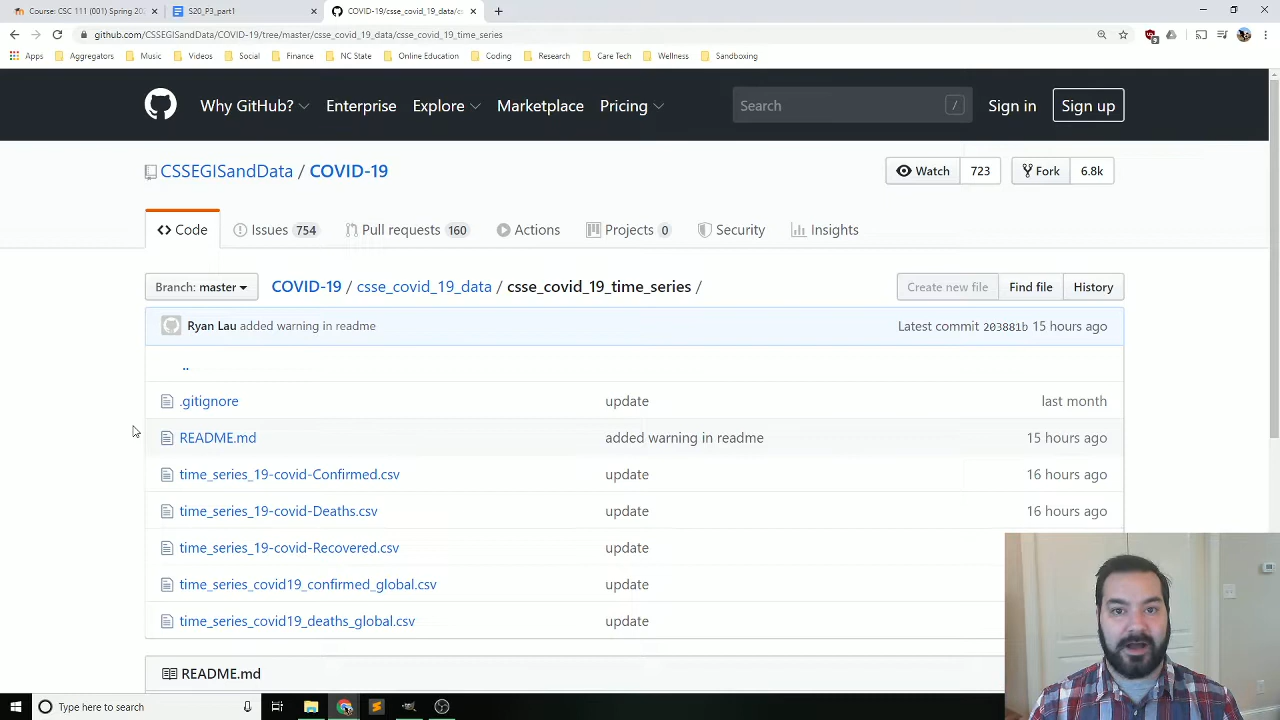 Course: CSC 111 (001) Spring 202
S20_P3_part1
COVID-19/csse_covid_19_data/cs
github.com/CSSEGISandData/COVID-19/tree/master/csse_covid_19_data/csse_covid_19_time_series
Apps Aggregators Music Videos Social Finance NC State Online Education Coding Research Care Tech Wellness Sandboxing
Why GitHub? Enterprise Explore Marketplace Pricing Search / Sign in Sign up
CSSEGISandData / COVID-19 Watch 723 Fork 6.8k
<> Code Issues 754 Pull requests 160 Actions Projects 0 Security Insights
Branch: master COVID-19 / csse_covid_19_data / csse_covid_19_time_series / Create new file Find file History
Ryan Lau added warning in readme Latest commit 203881b 15 hours ago
..
.gitignore update last month
README.md added warning in readme 15 hours ago
time_series_19-covid-Confirmed.csv update 16 hours ago
time_series_19-covid-Deaths.csv update 16 hours ago
time_series_19-covid-Recovered.csv update
time_series_covid19_confirmed_global.csv update
time_series_covid19_deaths_global.csv update
README.md
Type here to search